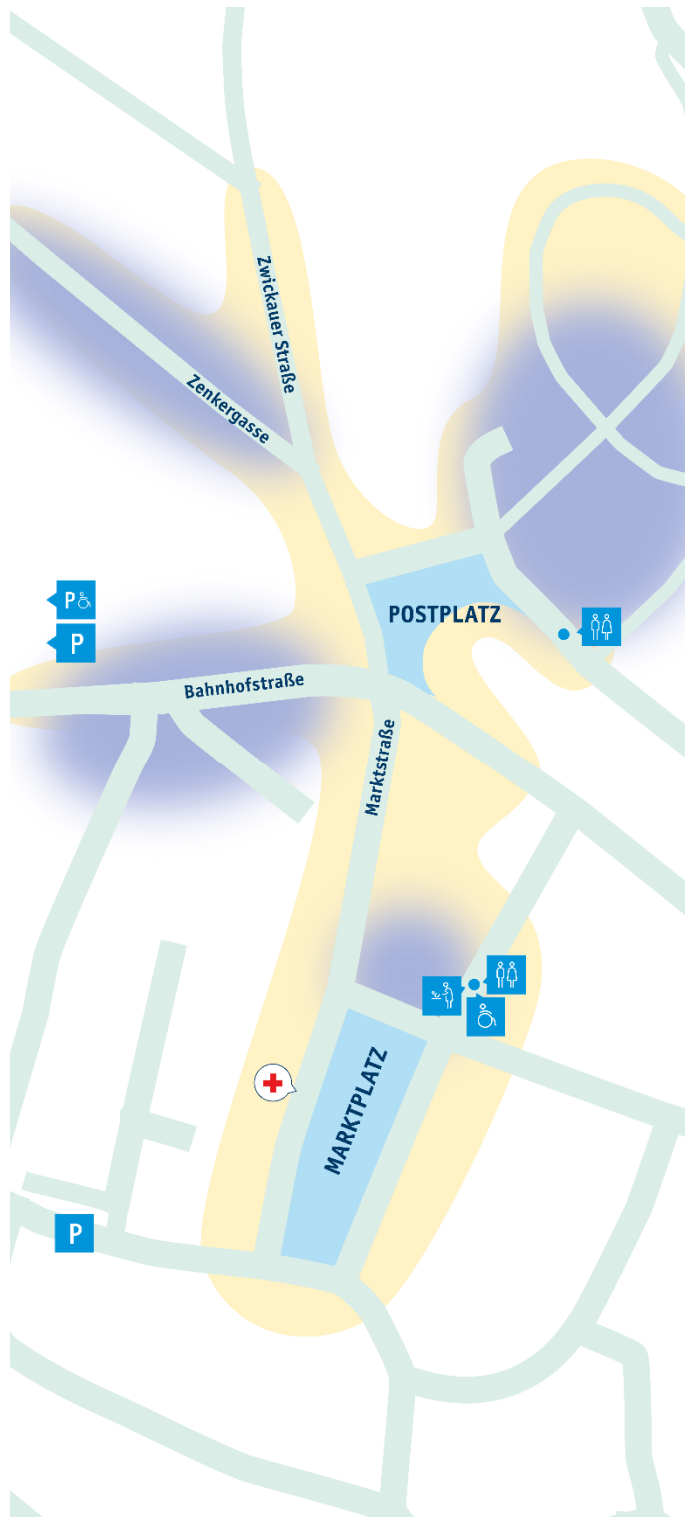 Zwickauer Straße
Zenkergasse
P
P
POSTPLATZ
Bahnhofstraße
Marktstraße
MARKTPLATZ
P